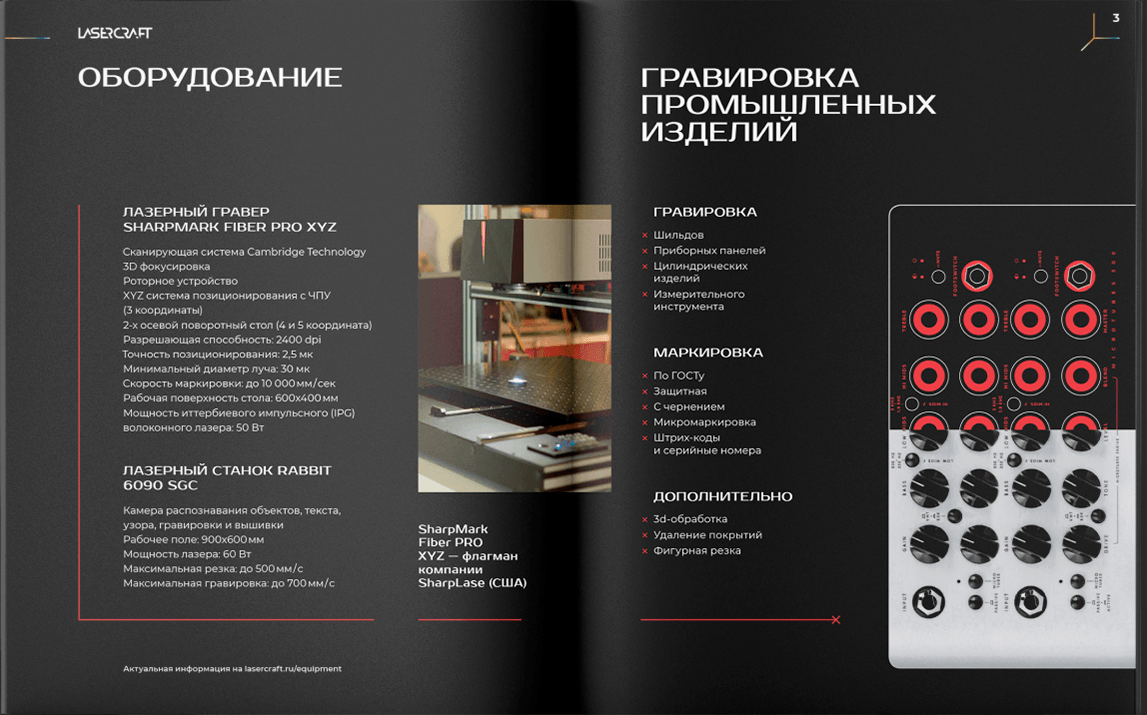 LASERCRAFT
3
ОБОРУДОВАНИЕ
ЛАЗЕРНЫЙ ГРАВЕР
SHARPMARK FIBER PRO XYZ
Сканирующая система Cambridge Technology
3D фокусировка
Роторное устройство
XYZ система позиционирования с ЧПУ
(3 координаты)
2-х осевой поворотный стол (4 и 5 координата)
Разрешающая способность: 2400 dpi
Точность позиционирования: 2,5 мк
Минимальный диаметр луча: 30 мк
Скорость маркировки: до 10 000 мм/сек
Рабочая поверхность стола: 600х400 мм
Мощность иттербиевого импульсного (IPG)
волоконного лазера: 50 Вт
ЛАЗЕРНЫЙ СТАНОК RABBIT
6090 SGC
Камера распознавания объектов, текста,
узора, гравировки и вышивки
Рабочее поле: 900х600 мм
Мощность лазера: 60 Вт
Максимальная резка: до 500 мм/с
Максимальная гравировка: до 700 мм/с
SharpMark
Fiber PRO
XYZ — флагман
компании
SharpLase (США)
Актуальная информация на lasercraft.ru/equipment
ГРАВИРОВКА
ПРОМЫШЛЕННЫХ
ИЗДЕЛИЙ
ГРАВИРОВКА
Шильдов
Приборных панелей
Цилиндрических
изделий
Измерительного
инструмента
МАРКИРОВКА
По ГОСТу
Защитная
С чернением
Микромаркировка
Штрих-коды
и серийные номера
ДОПОЛНИТЕЛЬНО
3d-обработка
Удаление покрытий
Фигурная резка
FOOTSWITCH
FOOTSWITCH
TREBLE
TREBLE
MASTER
HI MIDS
HI MIDS
BLEND
LOW MIDS
LOW MIDS
LEVEL
BASS
BASS
TONE
GAIN
GAIN
DRIVE
INPUT
INPUT